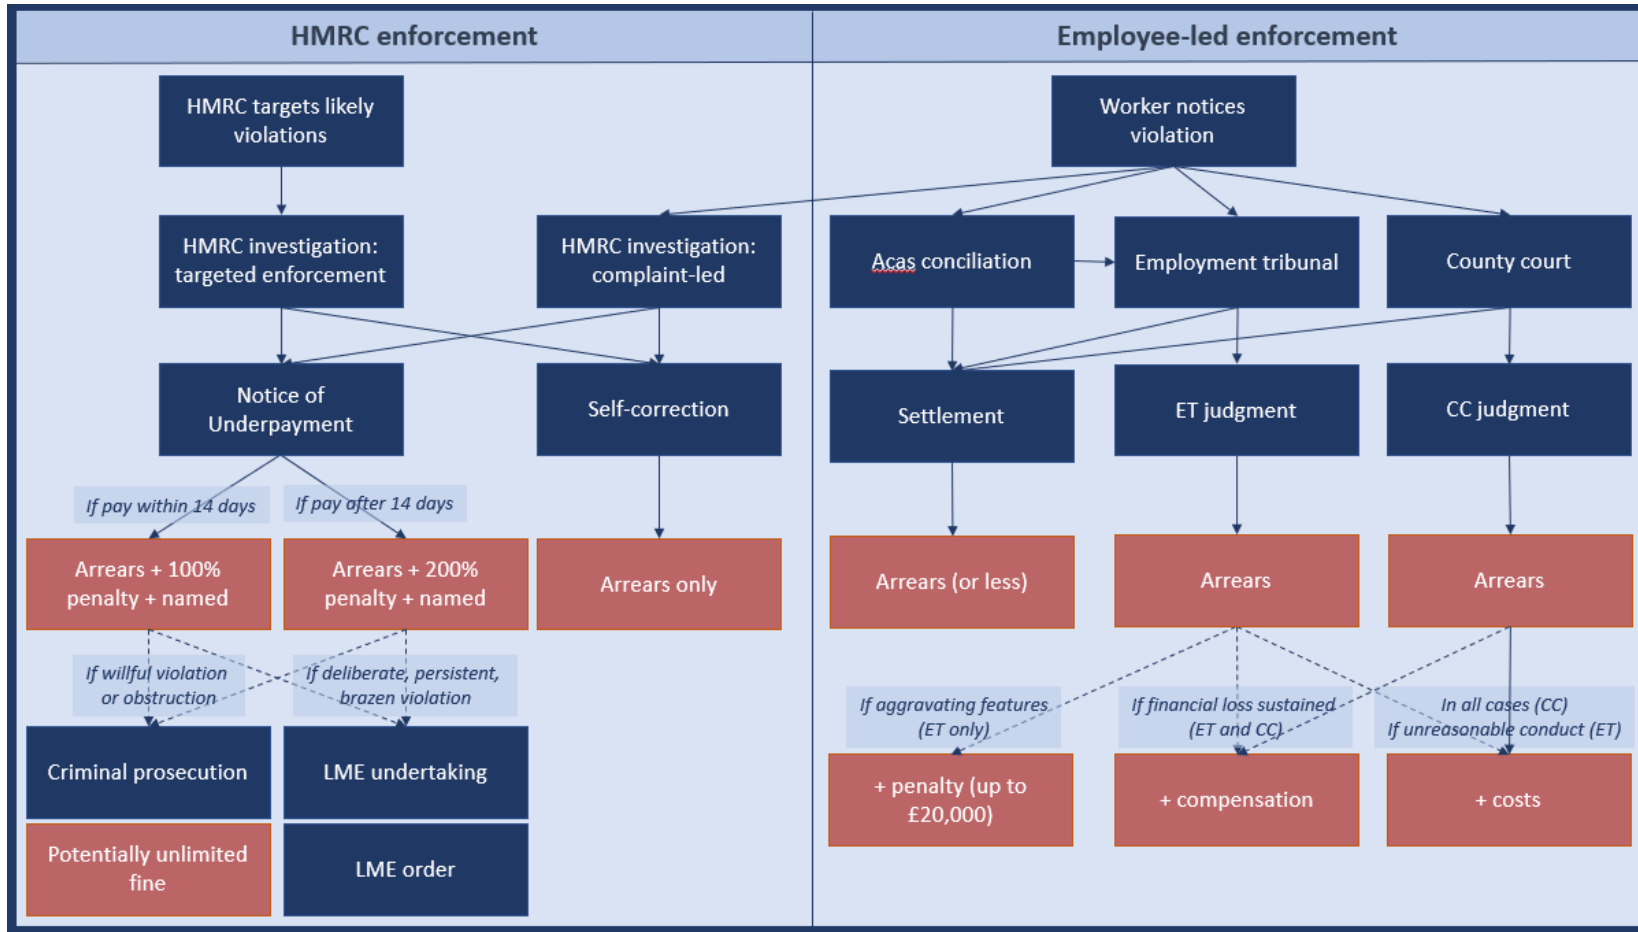 HMRC enforcement
Employee-led enforcement
HMRC targets likely
violations
Worker notices
violation
HMRC investigation:
targeted enforcement
HMRC investigation:
complaint-led
Acas conciliation
Employment tribunal
County court
Notice of
Underpayment
Self-correction
Settlement
ET judgment
CC judgment
If pay within 14 days
If pay after 14 days
Arrears + 100%
penalty + named
Arrears + 200%
penalty + named
Arrears only
Arrears (or less)
Arrears
Arrears
If willful violation
or obstruction
If deliberate, persistent,
brazen violation
If aggravating features
(ET only)
If financial loss sustained
(ET and CC)
In all cases (CC)
If unreasonable conduct (ET)
Criminal prosecution
LME undertaking
+ penalty (up to
£20,000)
+ compensation
+ costs
Potentially unlimited
fine
LME order